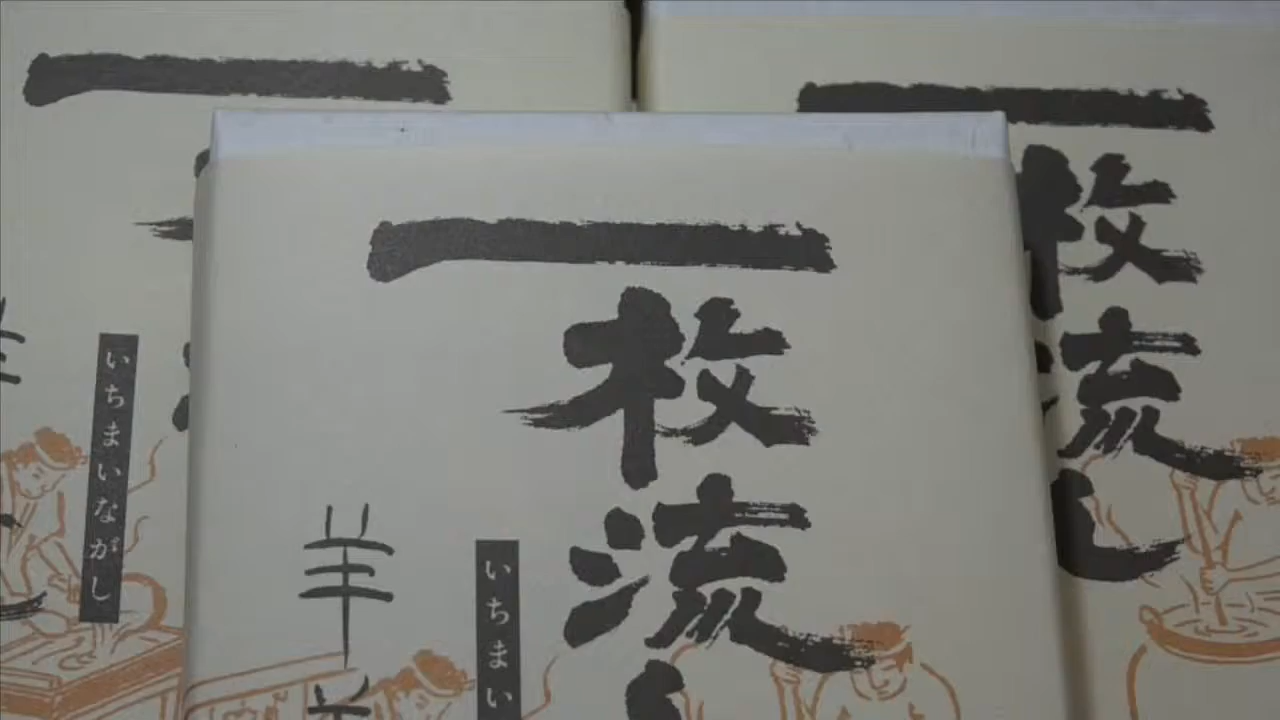 一枚流し
一枚流し
いちまい
羊
一
いちまいながし